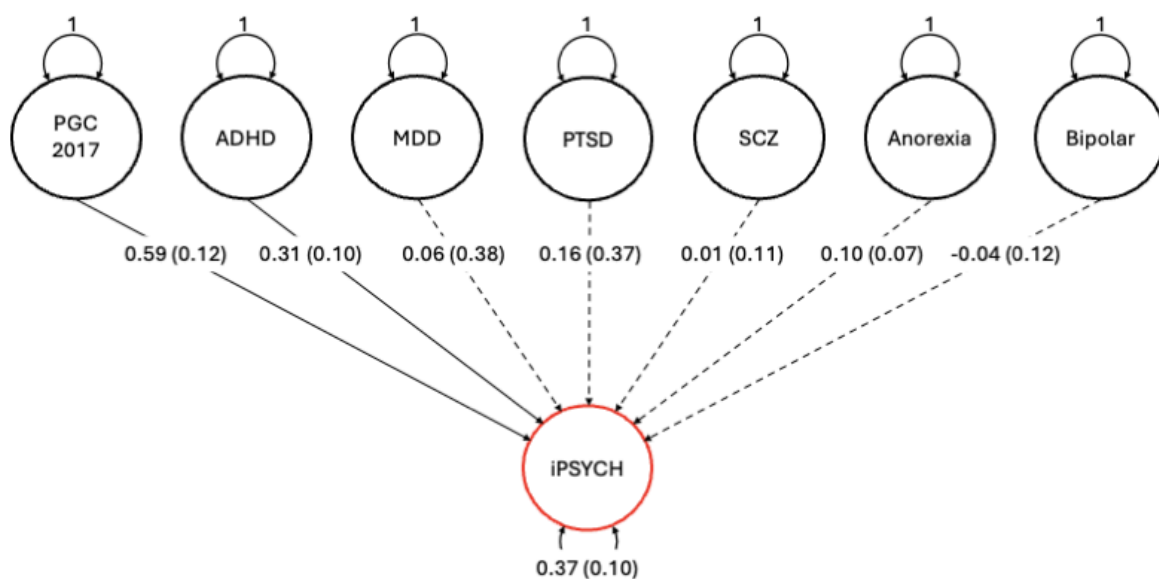 1 1 1 1 1 1 1
PGC
2017
ADHD
MDD
PTSD
SCZ
Anorexia
Bipolar
0.59 (0.12) 0.31 (0.10) 0.06 (0.38) 0.16 (0.37) 0.01 (0.11) 0.10 (0.07) -0.04 (0.12)
iPSYCH
0.37 (0.10)